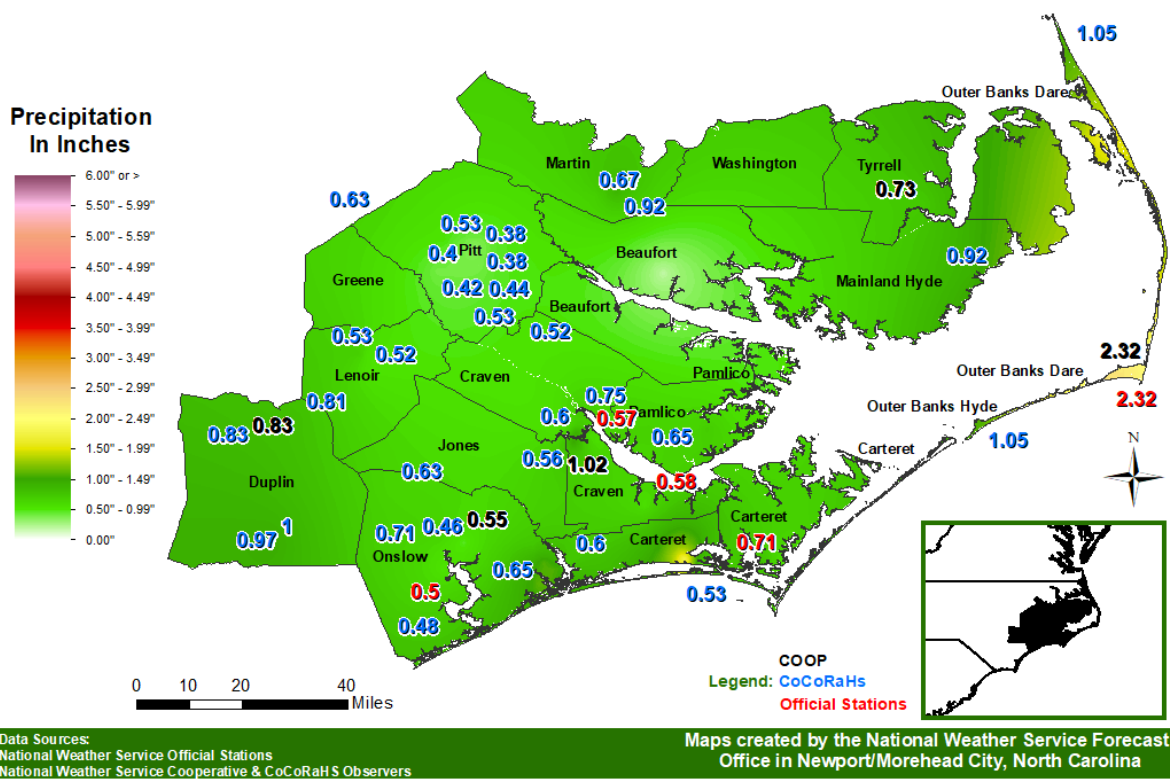 1.05
Outer Banks Dare
Precipitation
In Inches
6.00" or >
5.50" - 5.99"
5.00" - 5.59"
4.50" - 4.99"
4.00" - 4.49"
3.50" - 3.99"
3.00" - 3.49"
2.50" - 2.99"
2.00" - 2.49"
1.50" - 1.99"
1.00" - 1.49"
0.50" - 0.99"
0.00"
Martin
Washington
Tyrrell
0.67
0.73
0.63
0.92
0.53
0.38
0.4
Pitt
Beaufort
0.38
0.92
Greene
Mainland Hyde
0.42
0.44
Beaufort
0.53
0.52
0.53
0.52
2.32
Lenoir
Craven
Pamlico
Outer Banks Dare
0.81
0.75
2.32
Outer Banks Hyde
0.6
0.57
Pamlico
0.83
0.83
0.65
1.05
N
Jones
Carteret
0.56
1.02
0.63
Duplin
0.58
Craven
0.71
0.46
0.55
Carteret
1
0.97
Onslow
0.6
Carteret
0.71
0.65
0.5
0.53
0.48
COOP
Legend: CoCoRaHs
Official Stations
0 10 20 40
Miles
Data Sources:
National Weather Service Official Stations
National Weather Service Cooperative & CoCoRaHS Observers
Maps created by the National Weather Service Forecast
Office in Newport/Morehead City, North Carolina